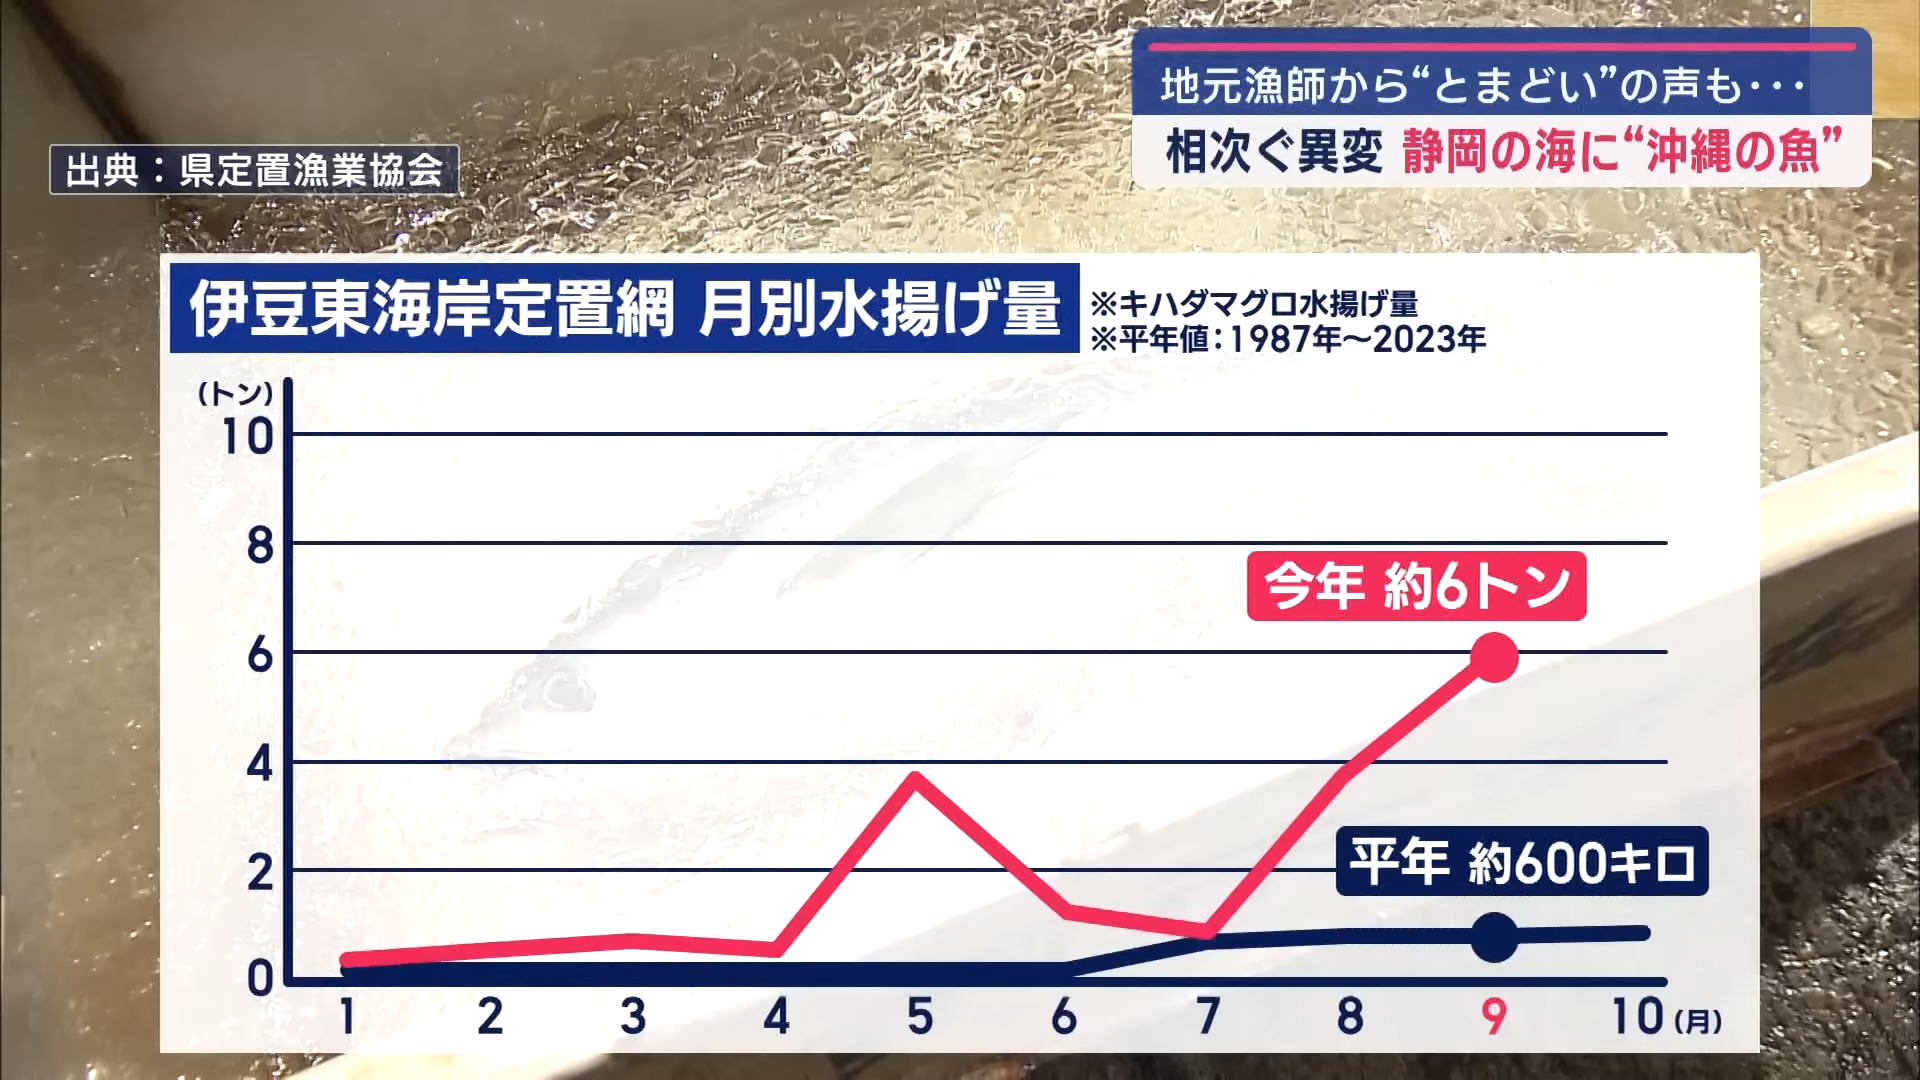 地元漁師から“とまどい”の声も･･･
相次ぐ異変 静岡の海に“沖縄の魚”
出典：県定置漁業協会
伊豆東海岸定置網 月別水揚げ量
※キハダマグロ水揚げ量
※平年値：1987年～2023年
（トン）
10
8
6
4
2
0
今年 約6トン
平年 約600キロ
1 2 3 4 5 6 7 8 9 10（月）